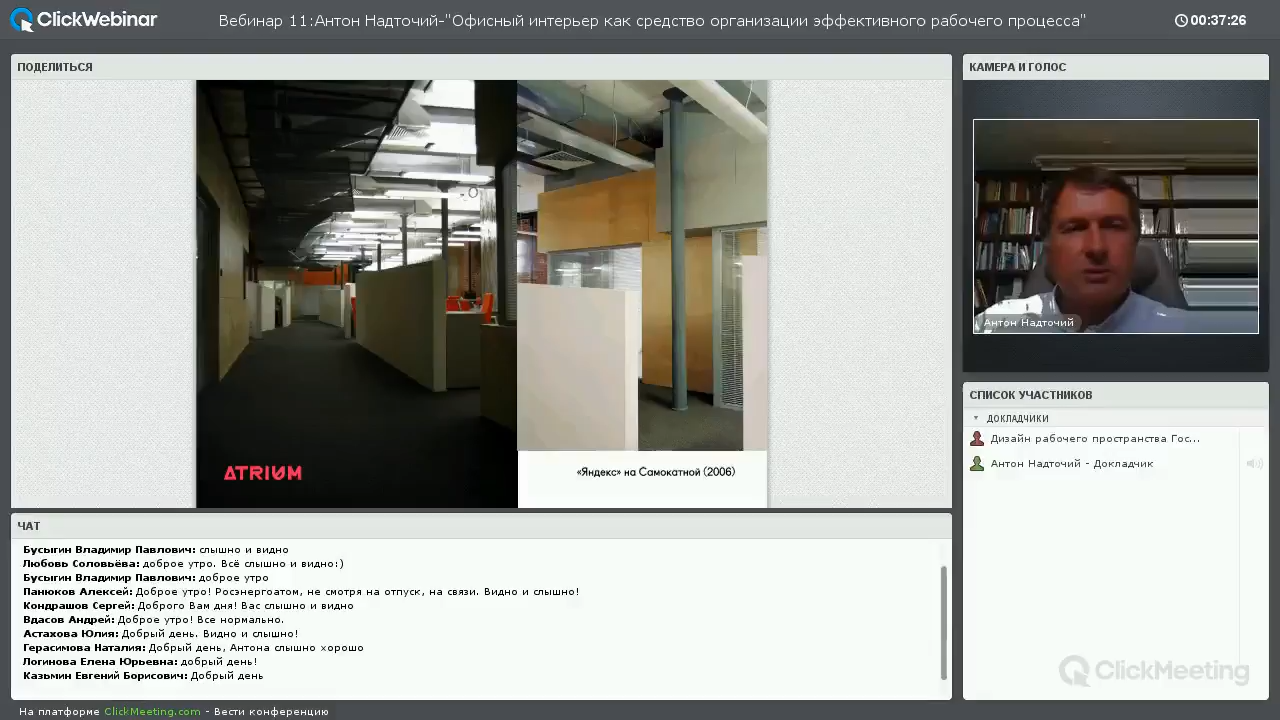 ClickWebinar
Вебинар 11:Антон Надточий-"Офисный интерьер как средство организации эффективного рабочего процесса"
00:37:26
ПОДЕЛИТЬСЯ
ATRIUM
«Яндекс» на Самокатной (2006)
КАМЕРА И ГОЛОС
Антон Надточий
СПИСОК УЧАСТНИКОВ
ДОКЛАДЧИКИ
Дизайн рабочего пространства Гос...
Антон Надточий - Докладчик
ЧАТ
Бусыгин Владимир Павлович: слышно и видно
Любовь Соловьёва: доброе утро. Всё слышно и видно:)
Бусыгин Владимир Павлович: доброе утро
Панюков Алексей: Доброе утро! Росэнергоатом, не смотря на отпуск, на связи. Видно и слышно!
Кондрашов Сергей: Доброго Вам дня! Вас слышно и видно
Вдасов Андрей: Доброе утро! Все нормально.
Астахова Юлия: Добрый день. Видно и слышно!
Герасимова Наталия: Добрый день, Антона слышно хорошо
Логинова Елена Юрьевна: добрый день!
Казьмин Евгений Борисович: Добрый день
ClickMeeting
На платформе ClickMeeting.com - Вести конференцию